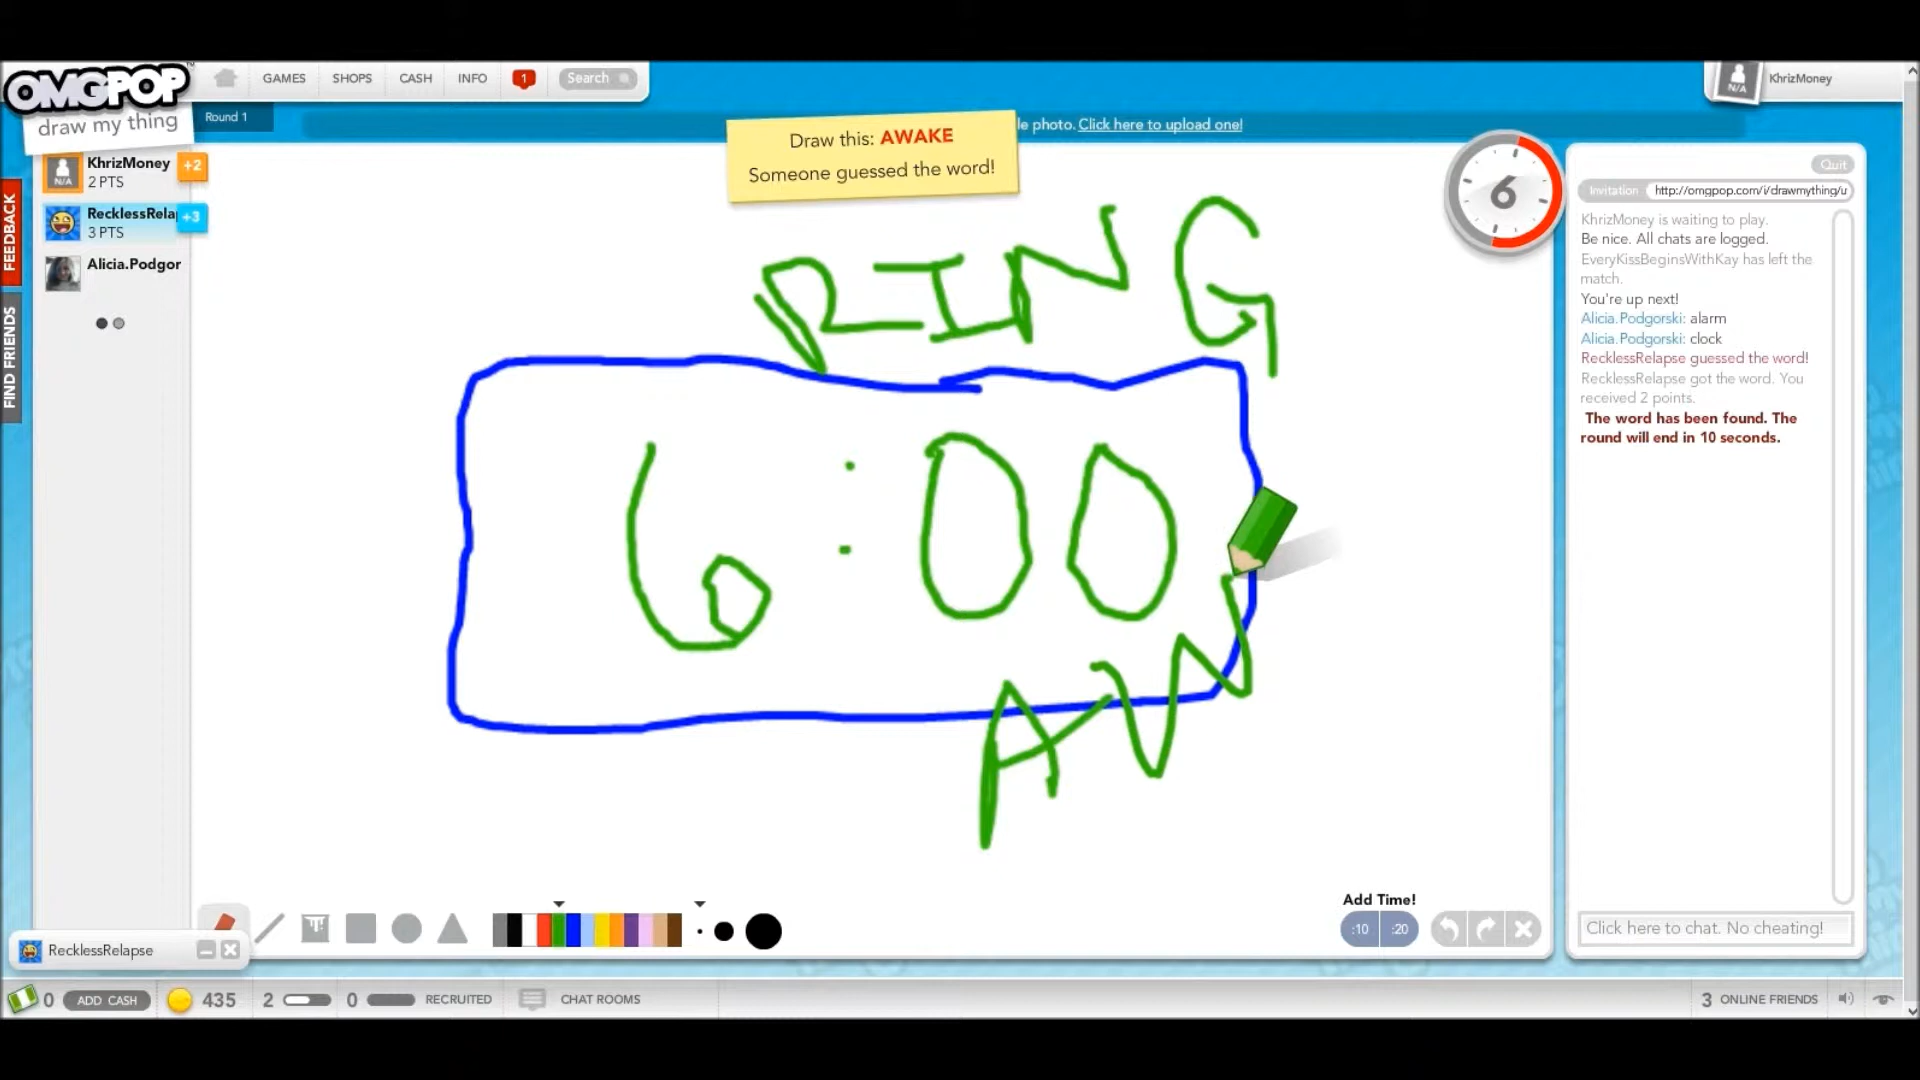 OMGPOP
draw my thing
GAMES
SHOPS
CASH
INFO
1
Search
N/A
KhrizMoney
Round 1
le photo. Click here to upload one!
Draw this: AWAKE
Someone guessed the word!
FEEDBACK
FIND FRIENDS
N/A
KhrizMoney
2 PTS
+2
RecklessRela
3 PTS
+3
Alicia.Podgor
6
RING
6:00
AW
Quit
Invitation http://omgpop.com/i/drawmything/u
KhrizMoney is waiting to play.
Be nice. All chats are logged.
EveryKissBeginsWithKay has left the
match.
You're up next!
Alicia.Podgorski: alarm
Alicia.Podgorski: clock
RecklessRelapse guessed the word!
RecklessRelapse got the word. You
received 2 points.
The word has been found. The
round will end in 10 seconds.
Click here to chat. No cheating!
Add Time!
:10
:20
RecklessRelapse
0
ADD CASH
435
2
0
RECRUITED
CHAT ROOMS
3 ONLINE FRIENDS